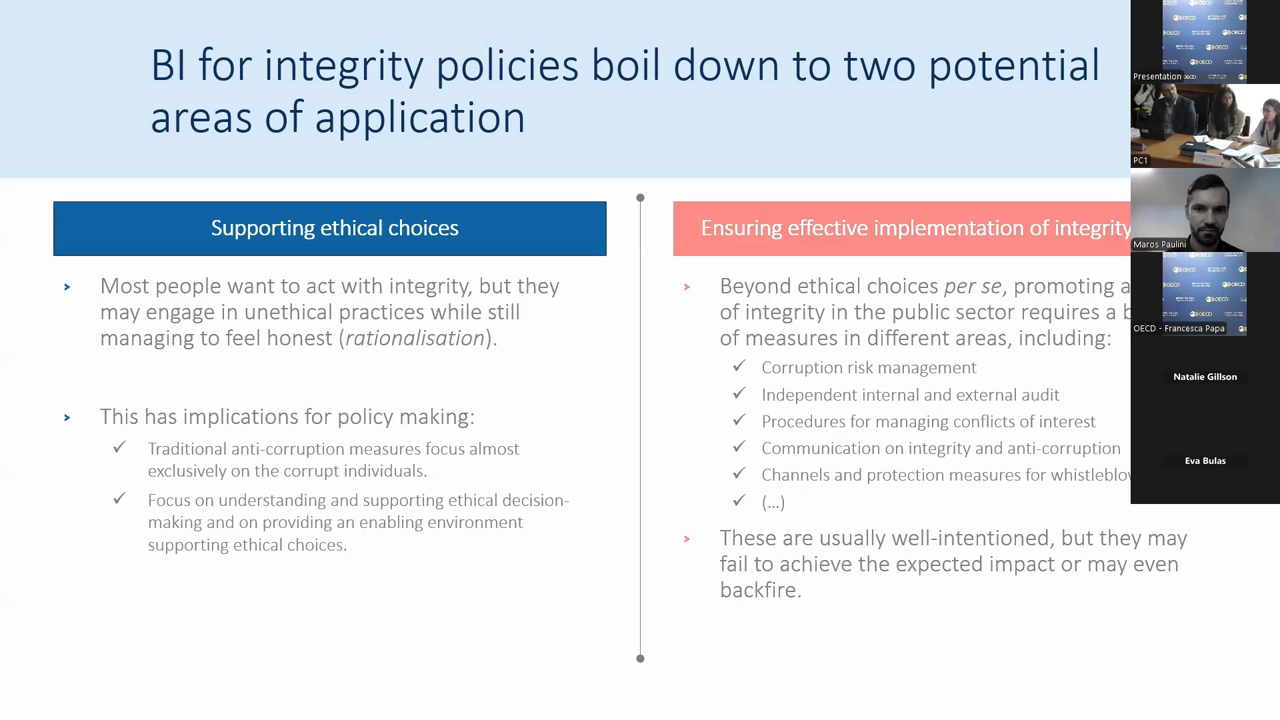 BI for integrity policies boil down to two potential
areas of application
Supporting ethical choices
Most people want to act with integrity, but they
may engage in unethical practices while still
managing to feel honest (rationalisation).
This has implications for policy making:
Traditional anti-corruption measures focus almost
exclusively on the corrupt individuals.
Focus on understanding and supporting ethical decision-
making and on providing an enabling environment
supporting ethical choices.
Ensuring effective implementation of integrity
Beyond ethical choices per se, promoting a
of integrity in the public sector requires a
of measures in different areas, including:
Corruption risk management
Independent internal and external audit
Procedures for managing conflicts of interest
Communication on integrity and anti-corruption
Channels and protection measures for
(...)
These are usually well-intentioned, but they may
fail to achieve the expected impact or may even
backfire.
Presentation
PC1
Maros Paulini
OECD - Francesca Papa
Natalie Gillson
Eva Bulas